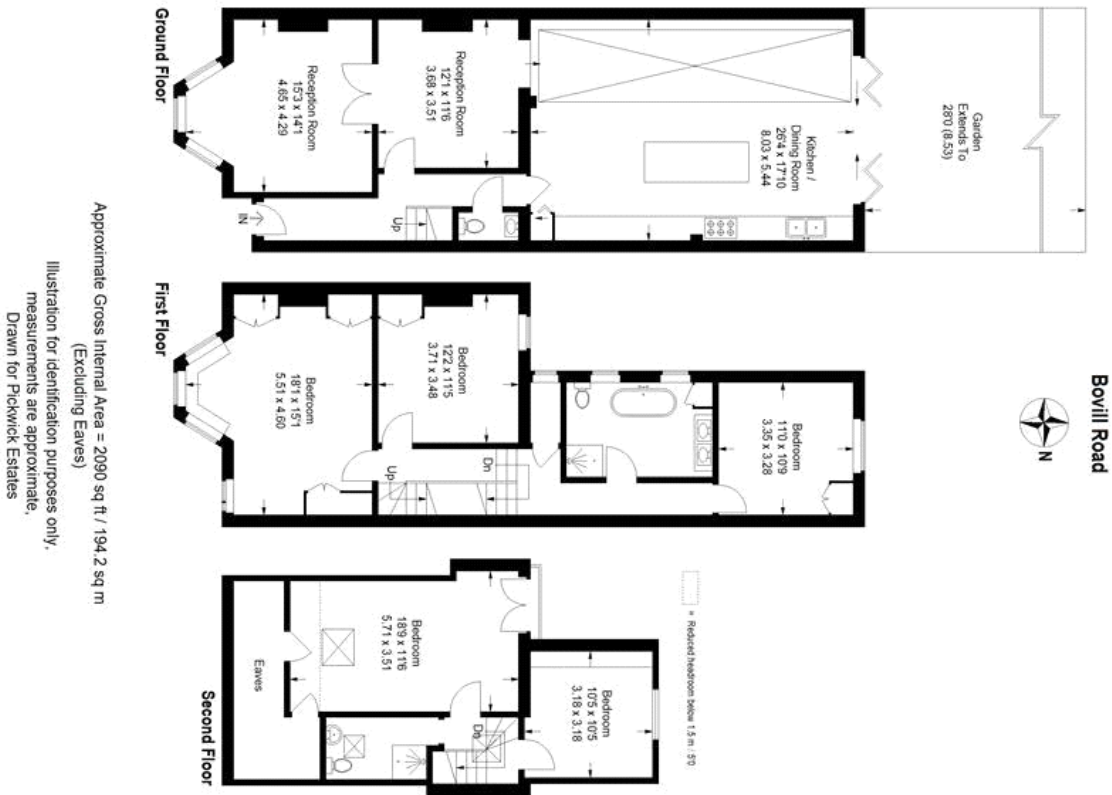 Bovill Road
N
= Reduced headroom below 1.5 m / 5'0
Garden
Extends To
28'0 (8.53)
Kitchen /
Dining Room
26'4 x 17'10
8.03 x 5.44
Reception Room
12'1 x 11'6
3.68 x 3.51
Reception Room
15'3 x 14'1
4.65 x 4.29
Up
IN
Ground Floor
Bedroom
11'0 x 10'9
3.35 x 3.28
Bedroom
12'2 x 11'5
3.71 x 3.48
Dn
Up
Bedroom
18'1 x 15'1
5.51 x 4.60
First Floor
Bedroom
10'5 x 10'5
3.18 x 3.18
Bedroom
18'9 x 11'6
5.71 x 3.51
Dn
Eaves
Second Floor
Approximate Gross Internal Area = 2090 sq ft / 194.2 sq m
(Excluding Eaves)
Illustration for identification purposes only,
measurements are approximate,
Drawn for Pickwick Estates